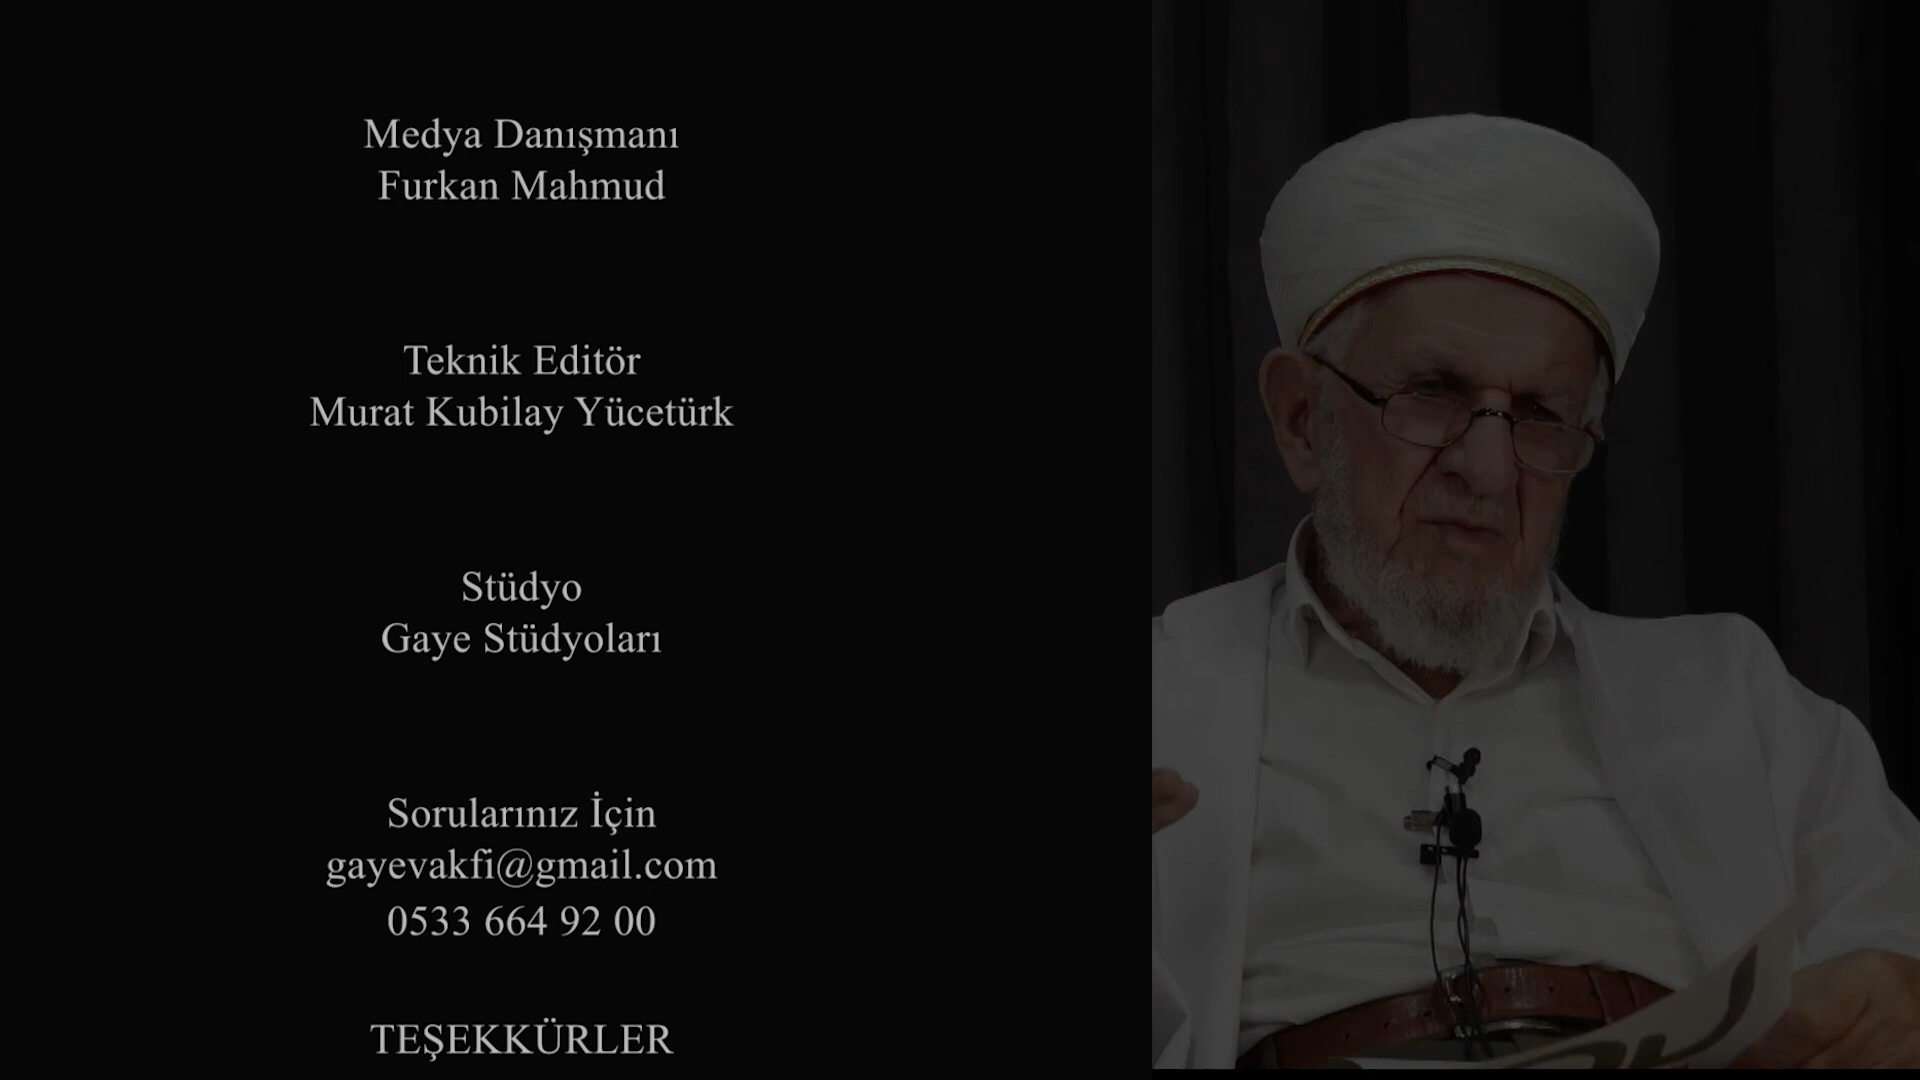 Medya Danışmanı
Furkan Mahmud
Teknik Editör
Murat Kubilay Yücetürk
Stüdyo
Gaye Stüdyoları
Sorularınız İçin
gayevakfi@gmail.com
0533 664 92 00
TEŞEKKÜRLER